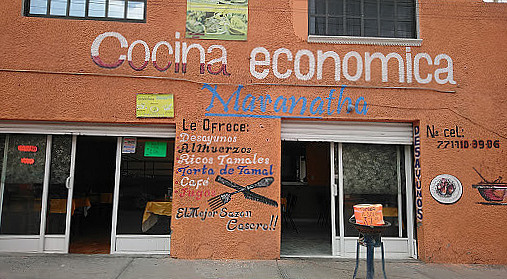 Cocina economica
Maranatha
Le Ofrece:
Desayunos
Almuerzos
Ricos Tamales
Torta de Tamal
Café
Jugo
El Mejor Sazon
Casero!!
Nº cel: